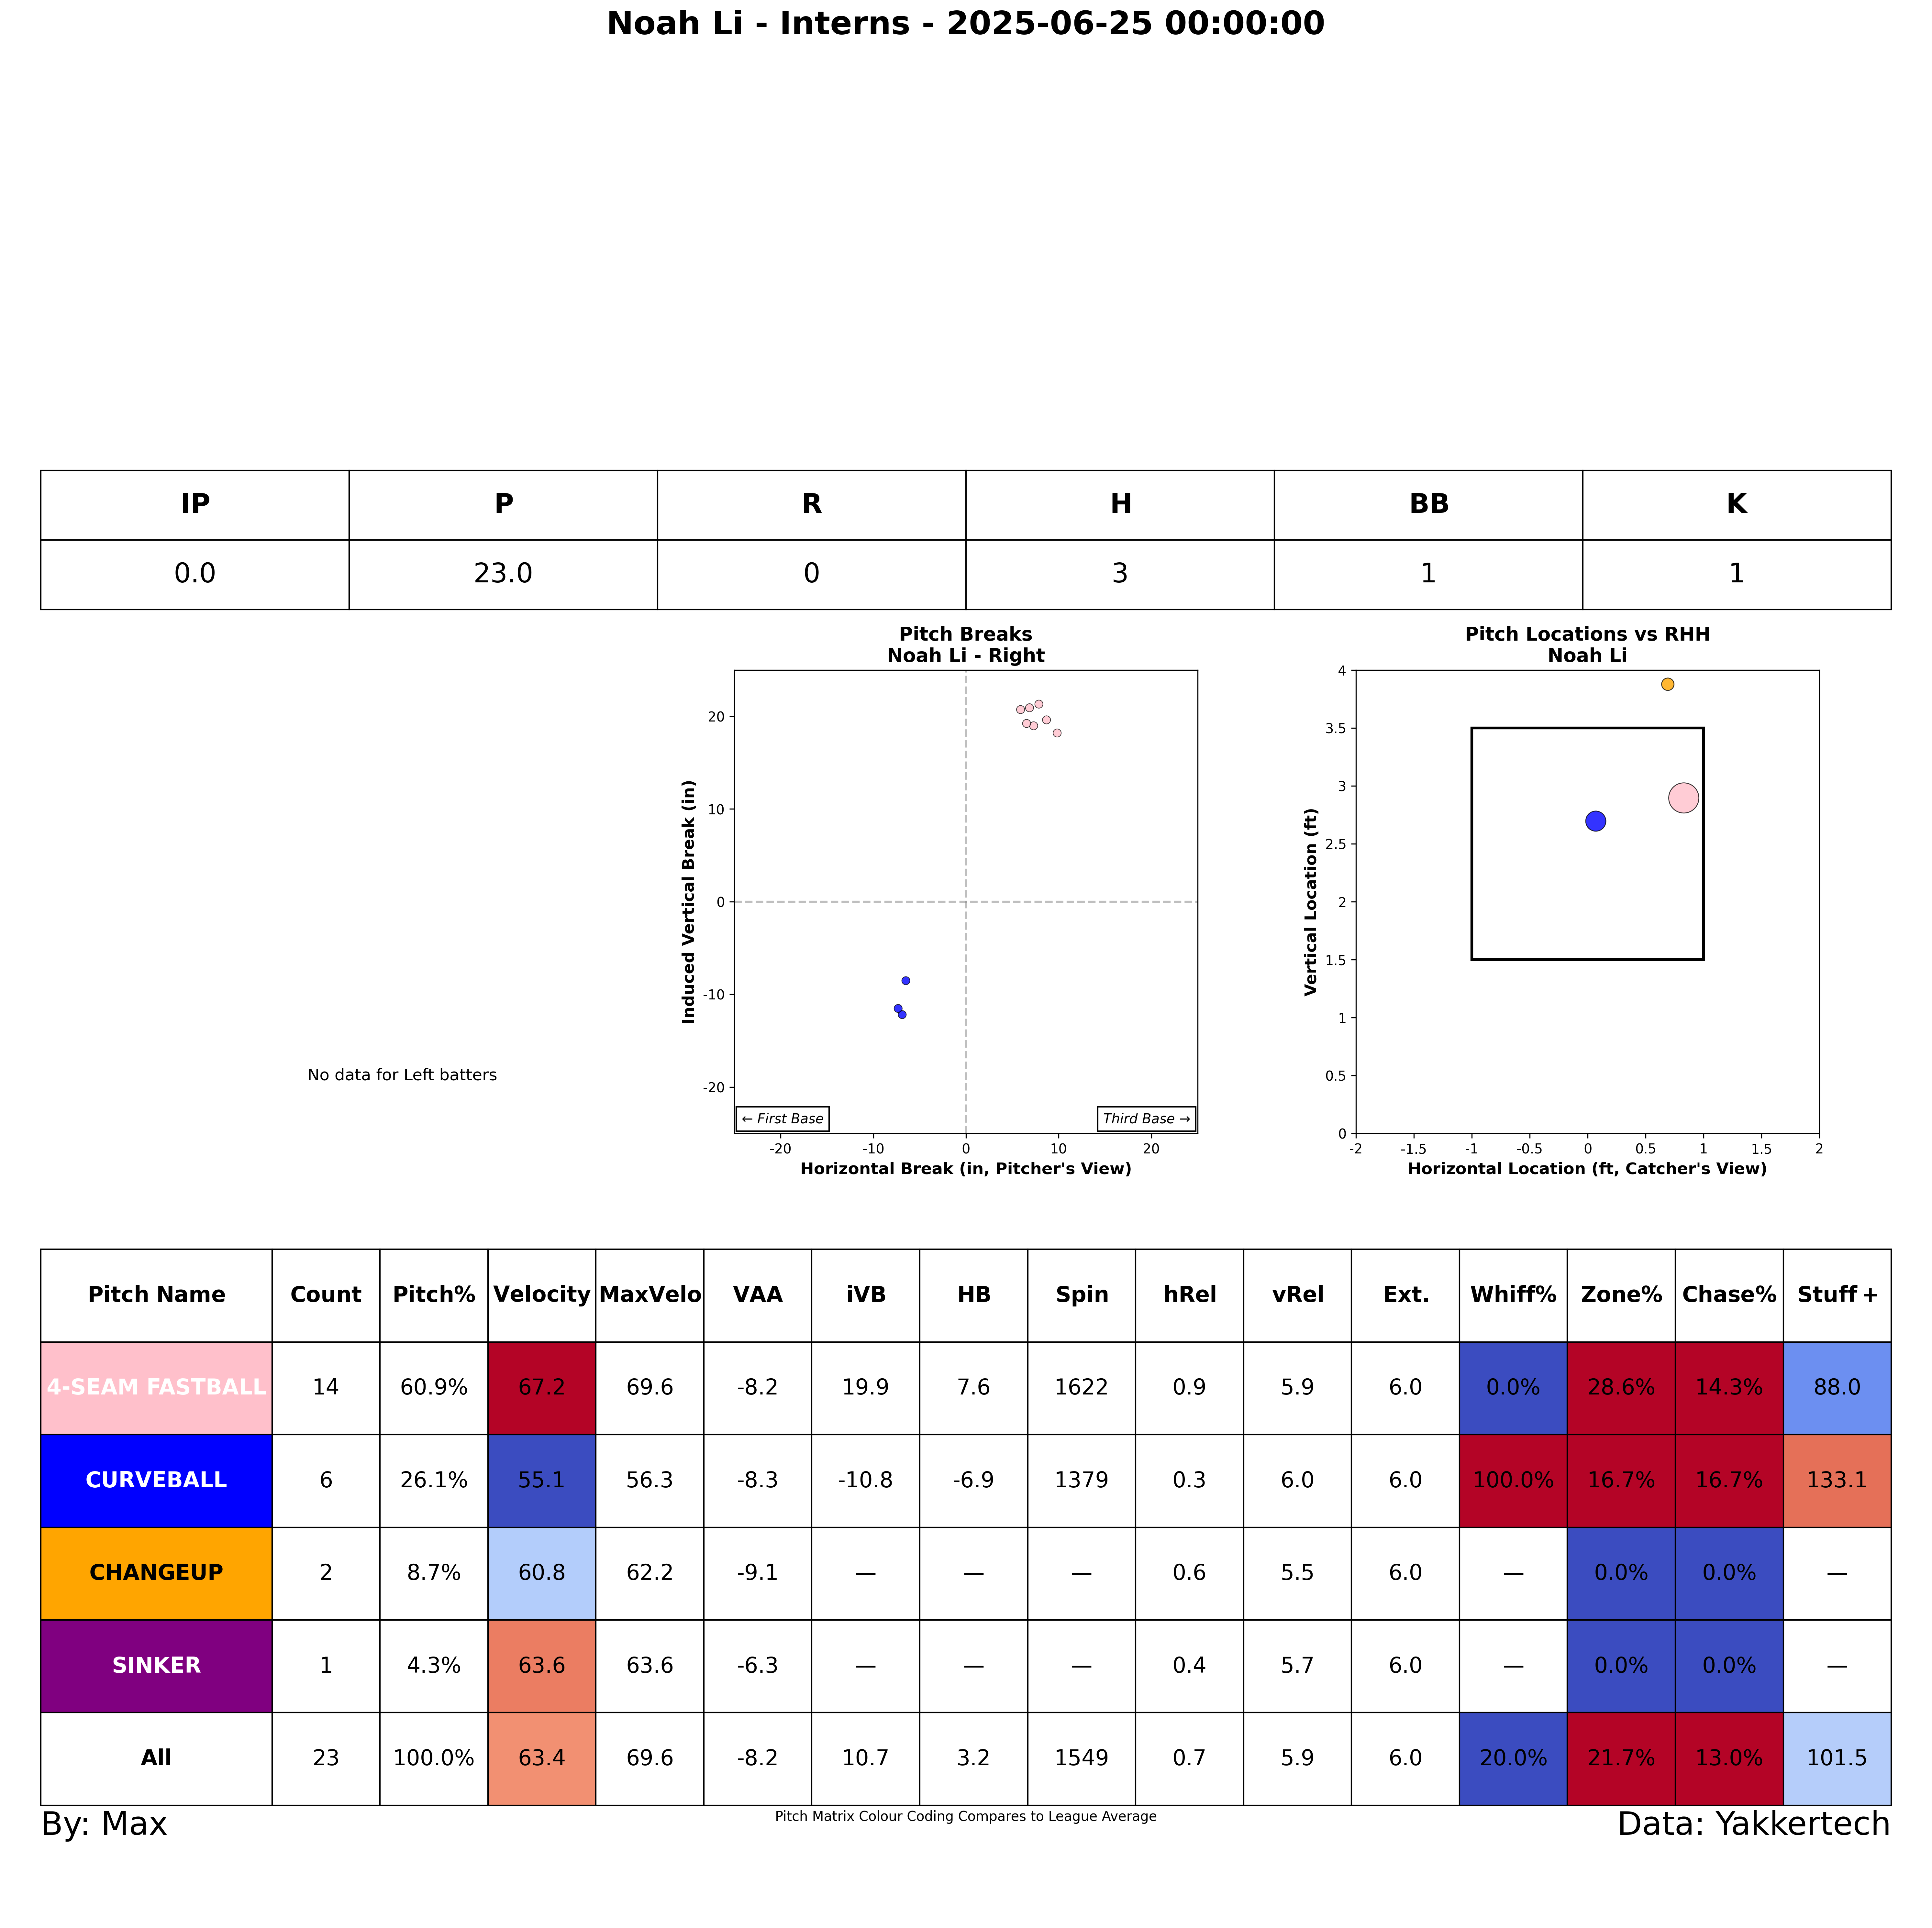 Noah Li - Interns - 2025-06-25 00:00:00
IP P R H BB K
0.0 23.0 0 3 1 1
No data for Left batters
Pitch Breaks
Noah Li - Right
Induced Vertical Break (in)
20
10
0
-10
-20
← First Base
Third Base →
-20 -10 0 10 20
Horizontal Break (in, Pitcher's View)
Pitch Locations vs RHH
Noah Li
Vertical Location (ft)
4
3.5
3
2.5
2
1.5
1
0.5
0
-2 -1.5 -1 -0.5 0 0.5 1 1.5 2
Horizontal Location (ft, Catcher's View)
Pitch Name Count Pitch% Velocity MaxVelo VAA iVB HB Spin hRel vRel Ext. Whiff% Zone% Chase% Stuff+
4-SEAM FASTBALL 14 60.9% 67.2 69.6 -8.2 19.9 7.6 1622 0.9 5.9 6.0 0.0% 28.6% 14.3% 88.0
CURVEBALL 6 26.1% 55.1 56.3 -8.3 -10.8 -6.9 1379 0.3 6.0 6.0 100.0% 16.7% 16.7% 133.1
CHANGEUP 2 8.7% 60.8 62.2 -9.1 — — — 0.6 5.5 6.0 — 0.0% 0.0% —
SINKER 1 4.3% 63.6 63.6 -6.3 — — — 0.4 5.7 6.0 — 0.0% 0.0% —
All 23 100.0% 63.4 69.6 -8.2 10.7 3.2 1549 0.7 5.9 6.0 20.0% 21.7% 13.0% 101.5
By: Max
Pitch Matrix Colour Coding Compares to League Average
Data: Yakkertech